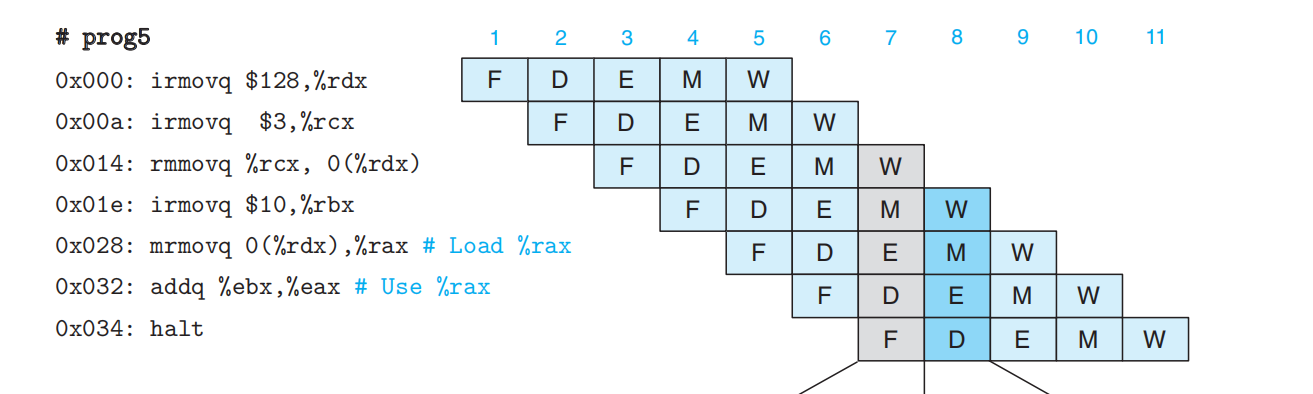 # prog5 1 2 3 4 5 6 7 8 9 10 11
0x000: irmovq $128,%rdx F D E M W
0x00a: irmovq $3,%rcx F D E M W
0x014: rmmovq %rcx, 0(%rdx) F D E M W
0x01e: irmovq $10,%rbx F D E M W
0x028: mrmovq 0(%rdx),%rax # Load %rax F D E M W
0x032: addq %ebx,%eax # Use %rax F D E M W
0x034: halt F D E M W